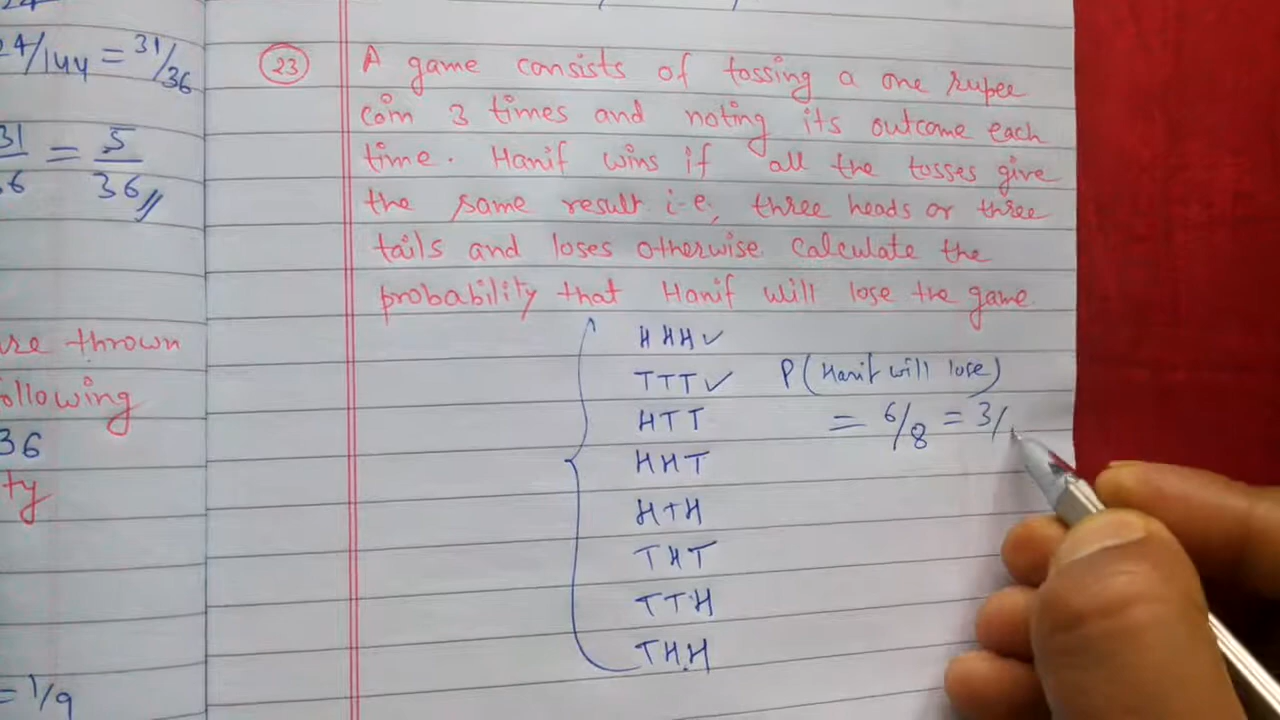 24/144 = 31/36
31 = 5
36 36
ure thrown
ollowing
36
ty
= 1/9
23 A game consists of tossing a one rupee
coin 3 times and noting its outcome each
time. Hanif wins if all the tosses give
the same result i.e, three heads or three
tails and loses otherwise calculate the
probability that Hanif will lose the game.
HHH✓
TTT✓ P(Hanif will lose)
HTT = 6/8 = 3/
HHT
HTH
THT
TTH
THH